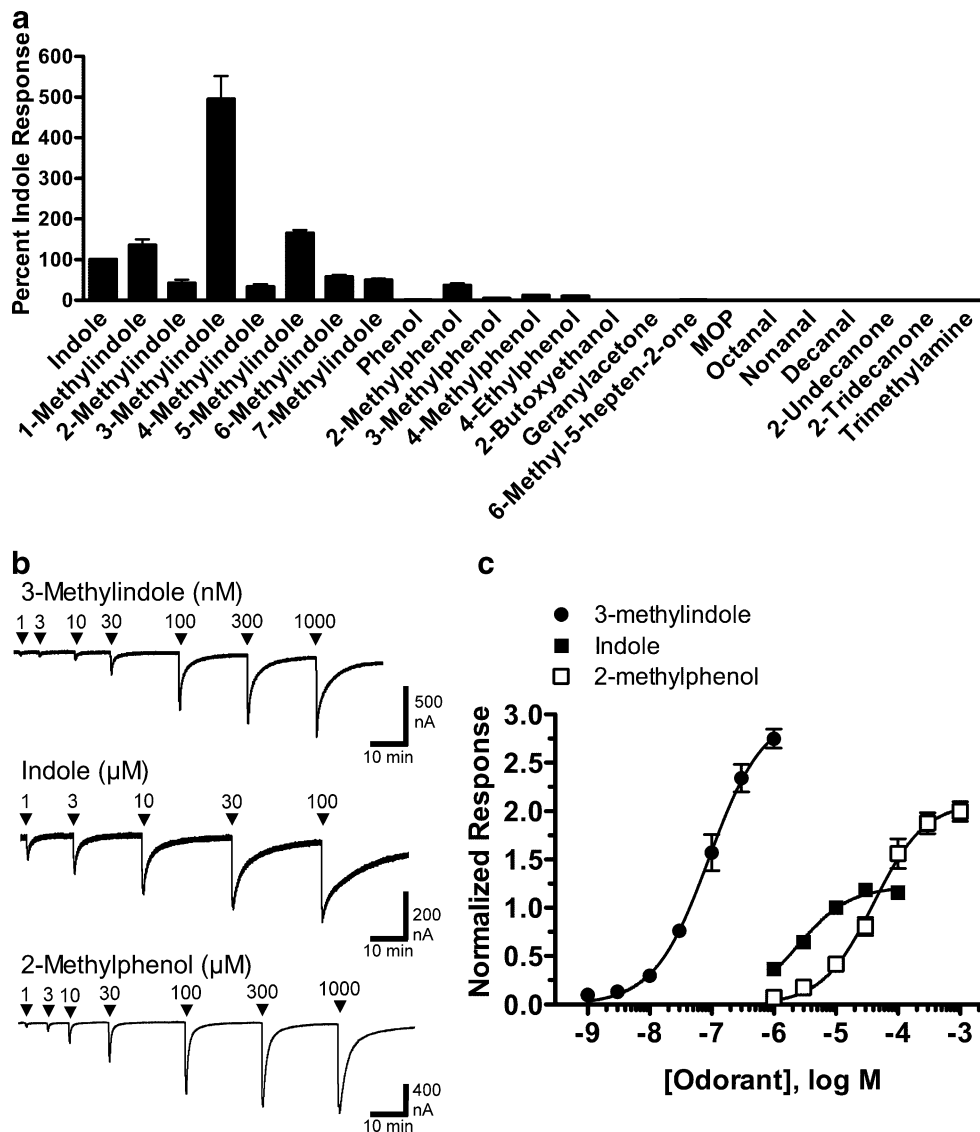 a
Percent Indole Response
600
500
400
300
200
100
0
Indole
1-Methylindole
2-Methylindole
3-Methylindole
4-Methylindole
5-Methylindole
6-Methylindole
7-Methylindole
Phenol
2-Methylphenol
3-Methylphenol
4-Methylphenol
4-Ethylphenol
2-Butoxyethanol
Geranylacetone
6-Methyl-5-hepten-2-one
MOP
Octanal
Nonanal
Decanal
2-Undecanone
2-Tridecanone
Trimethylamine
b
3-Methylindole (nM)
1 3 10 30 100 300 1000
500
nA
10 min
Indole (µM)
1 3 10 30 100
200
nA
10 min
2-Methylphenol (µM)
1 3 10 30 100 300 1000
400
nA
10 min
c
3-methylindole
Indole
2-methylphenol
Normalized Response
3.0
2.5
2.0
1.5
1.0
0.5
0.0
-9 -8 -7 -6 -5 -4 -3
[Odorant], log M